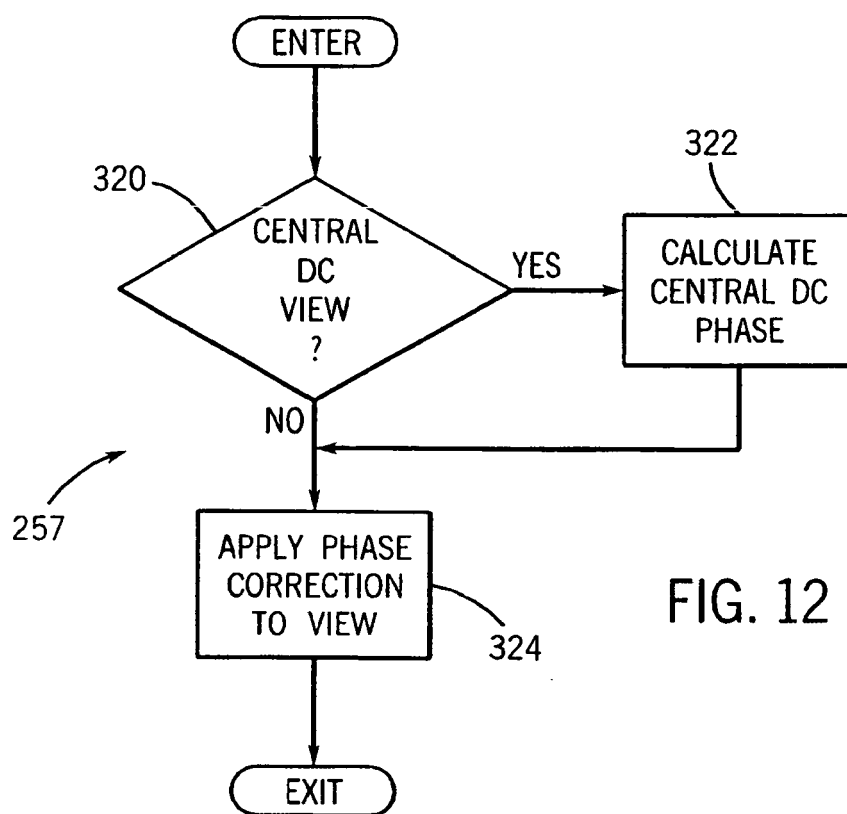 ENTER
320
CENTRAL
DC
VIEW
?
YES
322
CALCULATE
CENTRAL DC
PHASE
NO
257
APPLY PHASE
CORRECTION
TO VIEW
324
FIG. 12
EXIT